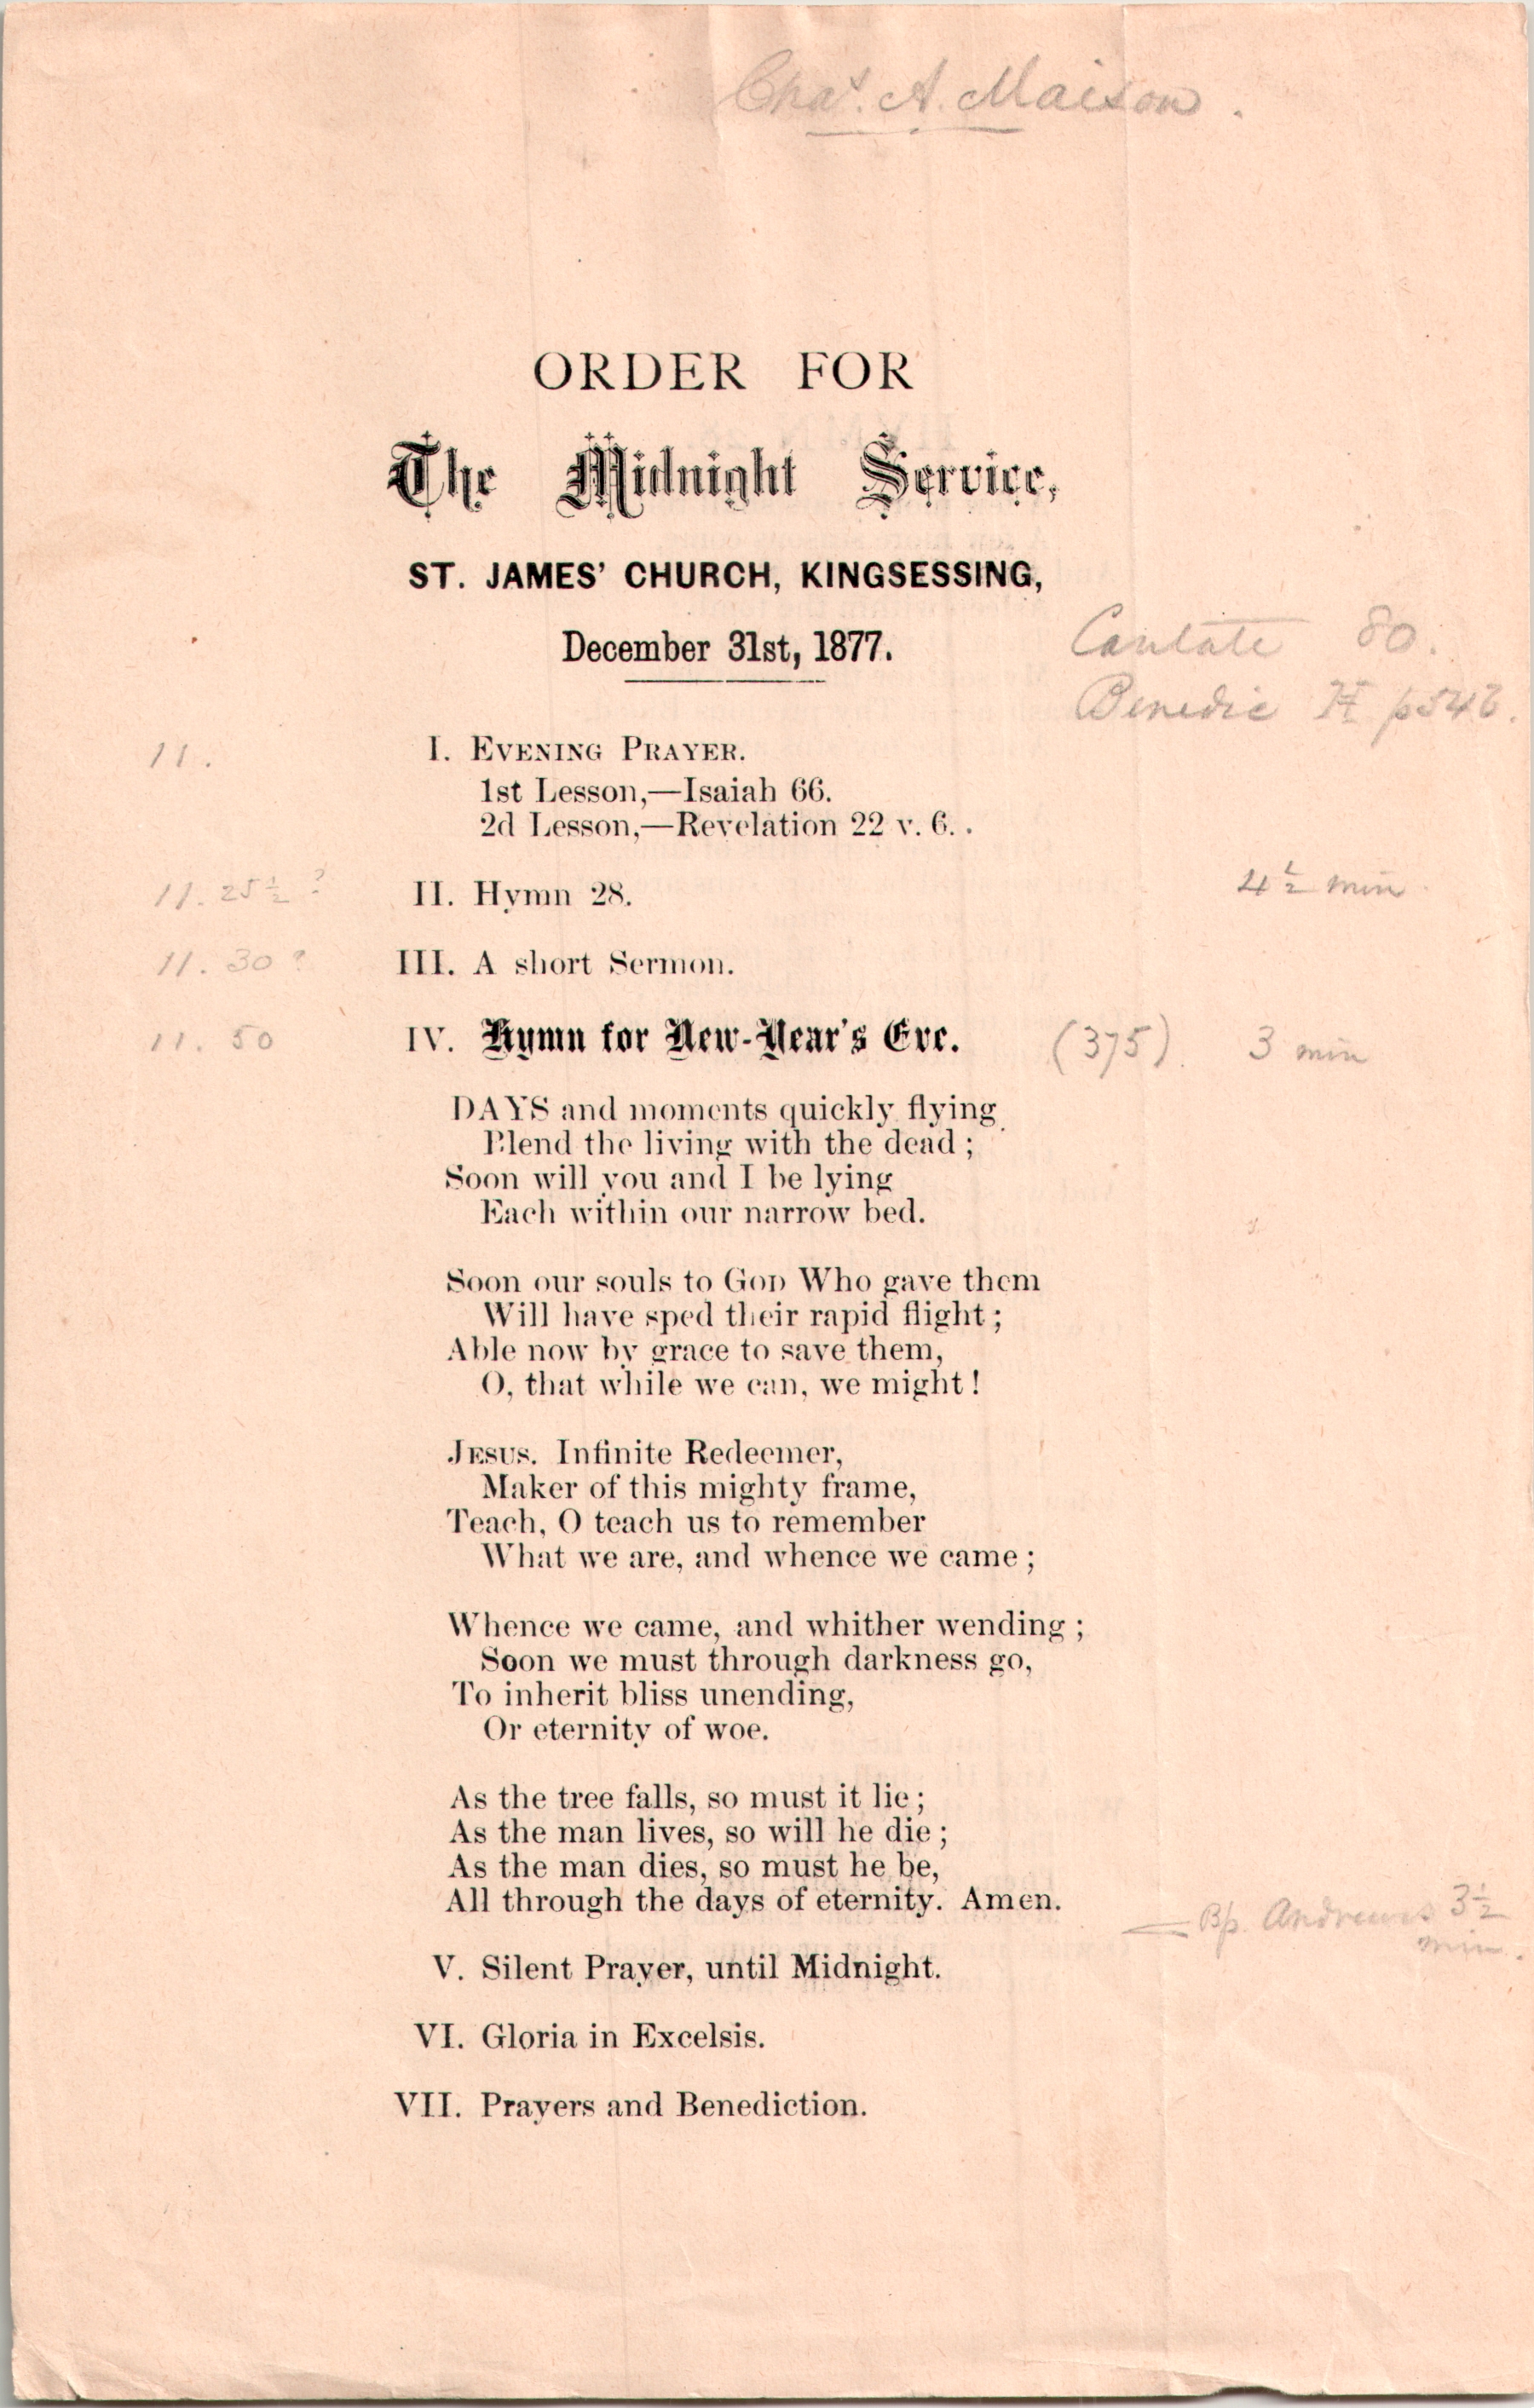 Chas. A. Maison.
ORDER FOR
The Midnight Service,
ST. JAMES' CHURCH, KINGSESSING,
December 31st, 1877.
Cantate 80.
Benedic p
11.
I. EVENING PRAYER.
1st Lesson,—Isaiah 66.
2d Lesson,—Revelation 22 v. 6. .
11. 25½ ?
II. Hymn 28.
4½ min
11. 30 ?
III. A short Sermon.
11. 50
IV. Hymn for New-Year's Eve.
(375). 3 min
DAYS and moments quickly flying
Blend the living with the dead ;
Soon will you and I be lying
Each within our narrow bed.
Soon our souls to GOD Who gave them
Will have sped their rapid flight ;
Able now by grace to save them,
O, that while we can, we might !
JESUS. Infinite Redeemer,
Maker of this mighty frame,
Teach, O teach us to remember
What we are, and whence we came ;
Whence we came, and whither wending ;
Soon we must through darkness go,
To inherit bliss unending,
Or eternity of woe.
As the tree falls, so must it lie ;
As the man lives, so will he die ;
As the man dies, so must he be,
All through the days of eternity. Amen.
— Bp. Andrewes 3½
min.
V. Silent Prayer, until Midnight.
VI. Gloria in Excelsis.
VII. Prayers and Benediction.